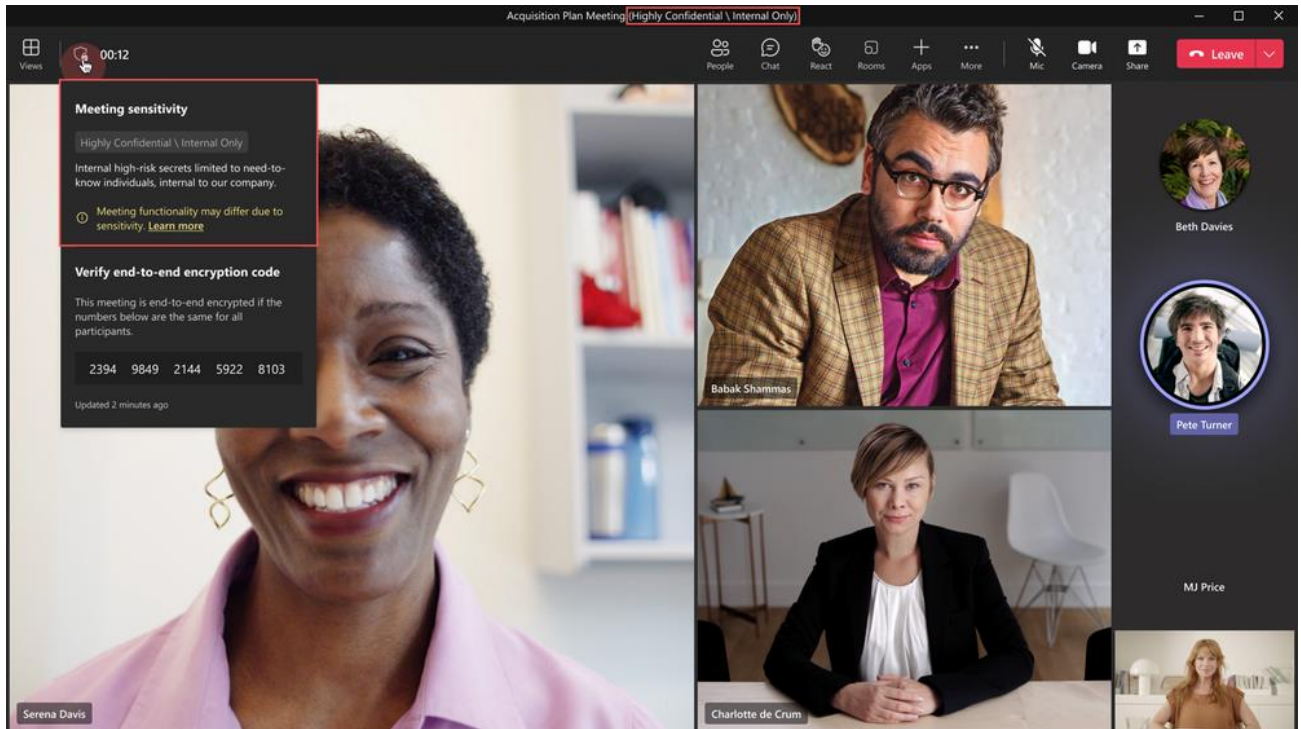 Acquisition Plan Meeting (Highly Confidential \ Internal Only)
Views
00:12
People
Chat
React
Rooms
Apps
More
Mic
Camera
Share
Leave
Meeting sensitivity
Highly Confidential \ Internal Only
Internal high-risk secrets limited to need-to-
know individuals, internal to our company.
Meeting functionality may differ due to
sensitivity. Learn more
Verify end-to-end encryption code
This meeting is end-to-end encrypted if the
numbers below are the same for all
participants.
2394 9849 2144 5922 8103
Updated 2 minutes ago
Serena Davis
Babak Shammas
Charlotte de Crum
Beth Davies
Pete Turner
MJ Price